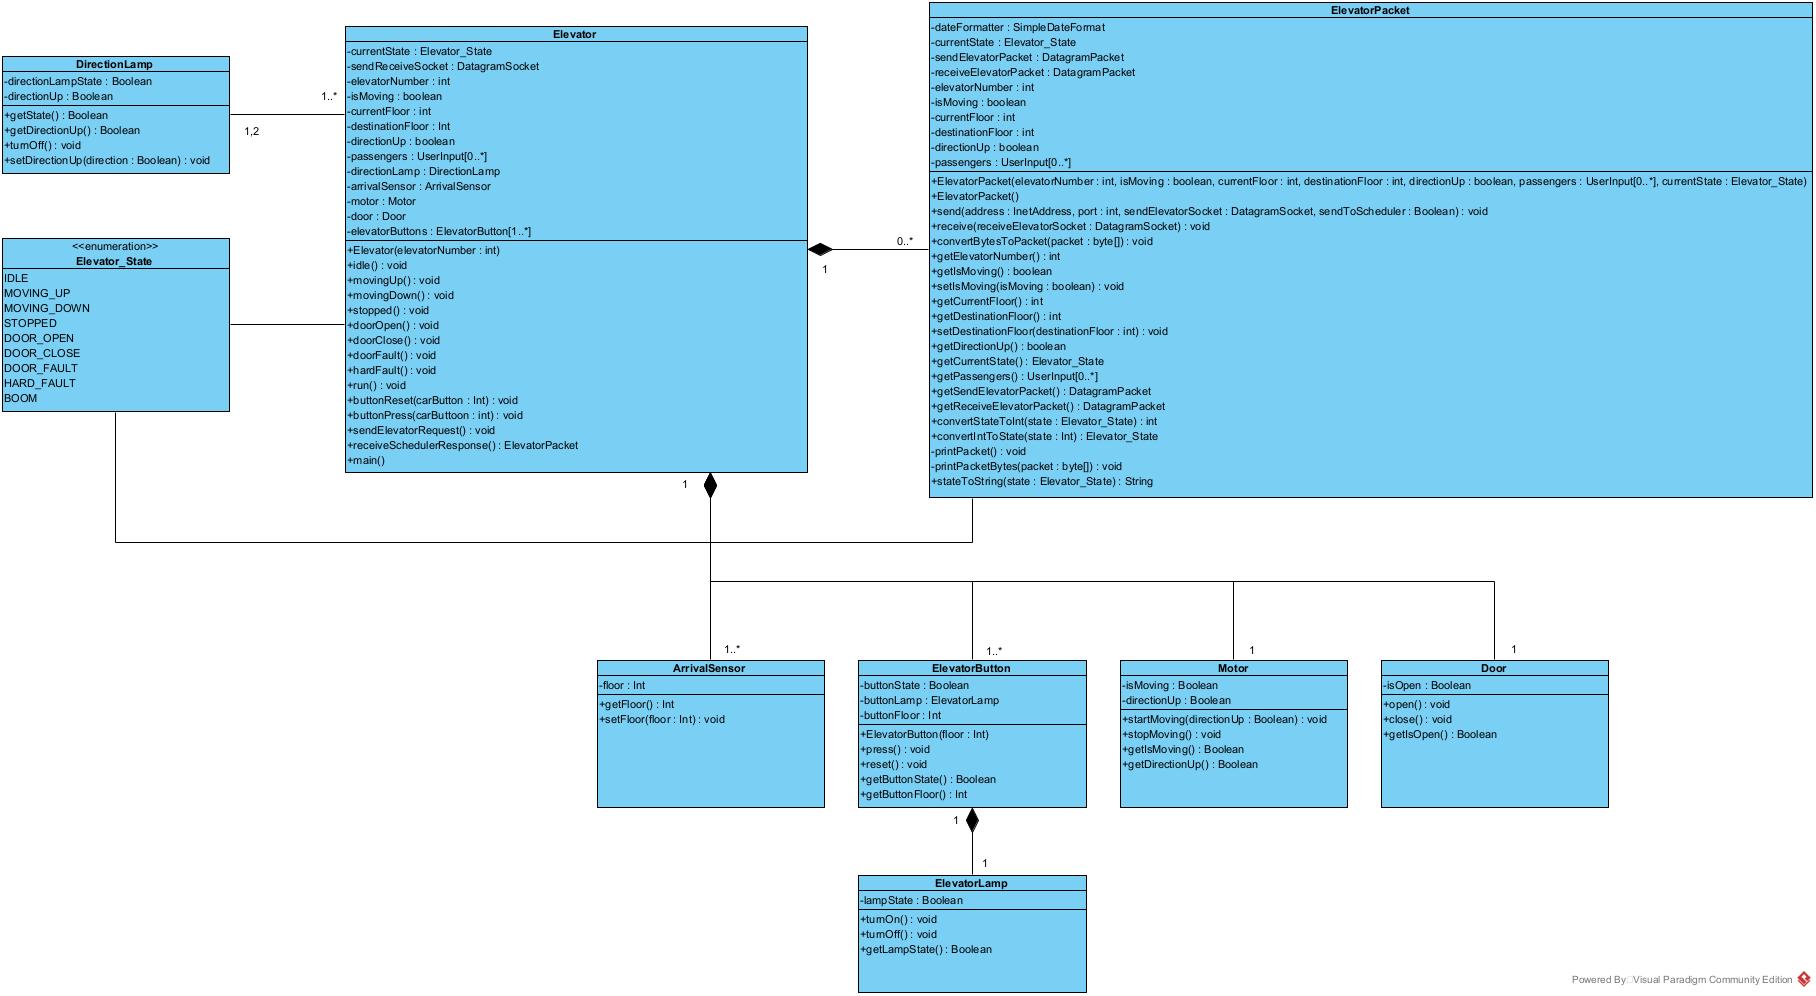 DirectionLamp
-directionLampState : Boolean
-directionUp : Boolean
+getState() : Boolean
+getDirectionUp() : Boolean
+turnOff() : void
+setDirectionUp(direction : Boolean) : void
1..*
1,2
<<enumeration>>
Elevator_State
IDLE
MOVING_UP
MOVING_DOWN
STOPPED
DOOR_OPEN
DOOR_CLOSE
DOOR_FAULT
HARD_FAULT
BOOM
Elevator
-currentState : Elevator_State
-sendReceiveSocket : DatagramSocket
-elevatorNumber : int
-isMoving : boolean
-currentFloor : int
-destinationFloor : Int
-directionUp : boolean
-passengers : UserInput[0..*]
-directionLamp : DirectionLamp
-arrivalSensor : ArrivalSensor
-motor : Motor
-door : Door
-elevatorButtons : ElevatorButton[1..*]
+Elevator(elevatorNumber : int)
+idle() : void
+movingUp() : void
+movingDown() : void
+stopped() : void
+doorOpen() : void
+doorClose() : void
+doorFault() : void
+hardFault() : void
+run() : void
+buttonReset(carButton : Int) : void
+buttonPress(carButtoon : int) : void
+sendElevatorRequest() : void
+receiveSchedulerResponse() : ElevatorPacket
+main()
0..*
1
ElevatorPacket
-dateFormatter : SimpleDateFormat
-currentState : Elevator_State
-sendElevatorPacket : DatagramPacket
-receiveElevatorPacket : DatagramPacket
-elevatorNumber : int
-isMoving : boolean
-currentFloor : int
-destinationFloor : int
-directionUp : boolean
-passengers : UserInput[0..*]
+ElevatorPacket(elevatorNumber : int, isMoving : boolean, currentFloor : int, destinationFloor : int, directionUp : boolean, passengers : UserInput[0..*], currentState : Elevator_State)
+ElevatorPacket()
+send(address : InetAddress, port : int, sendElevatorSocket : DatagramSocket, sendToScheduler : Boolean) : void
+receive(receiveElevatorSocket : DatagramSocket) : void
+convertBytesToPacket(packet : byte[]) : void
+getElevatorNumber() : int
+getIsMoving() : boolean
+setIsMoving(isMoving : boolean) : void
+getCurrentFloor() : int
+getDestinationFloor() : int
+setDestinationFloor(destinationFloor : int) : void
+getDirectionUp() : boolean
+getCurrentState() : Elevator_State
+getPassengers() : UserInput[0..*]
+getSendElevatorPacket() : DatagramPacket
+getReceiveElevatorPacket() : DatagramPacket
+convertStateToInt(state : Elevator_State) : int
+convertIntToState(state : Int) : Elevator_State
-printPacket() : void
-printPacketBytes(packet : byte[]) : void
+stateToString(state : Elevator_State) : String
1
1..*
1..*
1
1
ArrivalSensor
-floor : Int
+getFloor() : Int
+setFloor(floor : Int) : void
ElevatorButton
-buttonState : Boolean
-buttonLamp : ElevatorLamp
-buttonFloor : Int
+ElevatorButton(floor : Int)
+press() : void
+reset() : void
+getButtonState() : Boolean
+getButtonFloor() : Int
Motor
-isMoving : Boolean
-directionUp : Boolean
+startMoving(directionUp : Boolean) : void
+stopMoving() : void
+getIsMoving() : Boolean
+getDirectionUp() : Boolean
Door
-isOpen : Boolean
+open() : void
+close() : void
+getIsOpen() : Boolean
1
1
ElevatorLamp
-lampState : Boolean
+turnOn() : void
+turnOff() : void
+getLampState() : Boolean
Powered By Visual Paradigm Community Edition